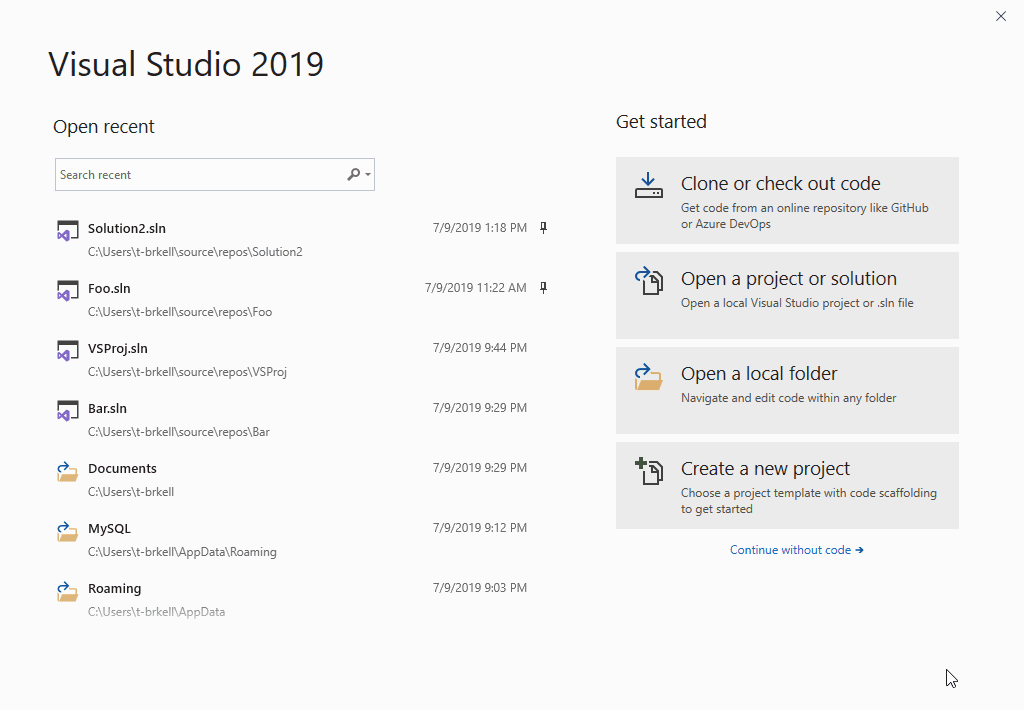 Visual Studio 2019
Open recent
Search recent
Solution2.sln 7/9/2019 1:18 PM
C:\Users\t-brkell\source\repos\Solution2
Foo.sln 7/9/2019 11:22 AM
C:\Users\t-brkell\source\repos\Foo
VSProj.sln 7/9/2019 9:44 PM
C:\Users\t-brkell\source\repos\VSProj
Bar.sln 7/9/2019 9:29 PM
C:\Users\t-brkell\source\repos\Bar
Documents 7/9/2019 9:29 PM
C:\Users\t-brkell
MySQL 7/9/2019 9:12 PM
C:\Users\t-brkell\AppData\Roaming
Roaming 7/9/2019 9:03 PM
C:\Users\t-brkell\AppData
Get started
Clone or check out code
Get code from an online repository like GitHub
or Azure DevOps
Open a project or solution
Open a local Visual Studio project or .sln file
Open a local folder
Navigate and edit code within any folder
Create a new project
Choose a project template with code scaffolding
to get started
Continue without code →